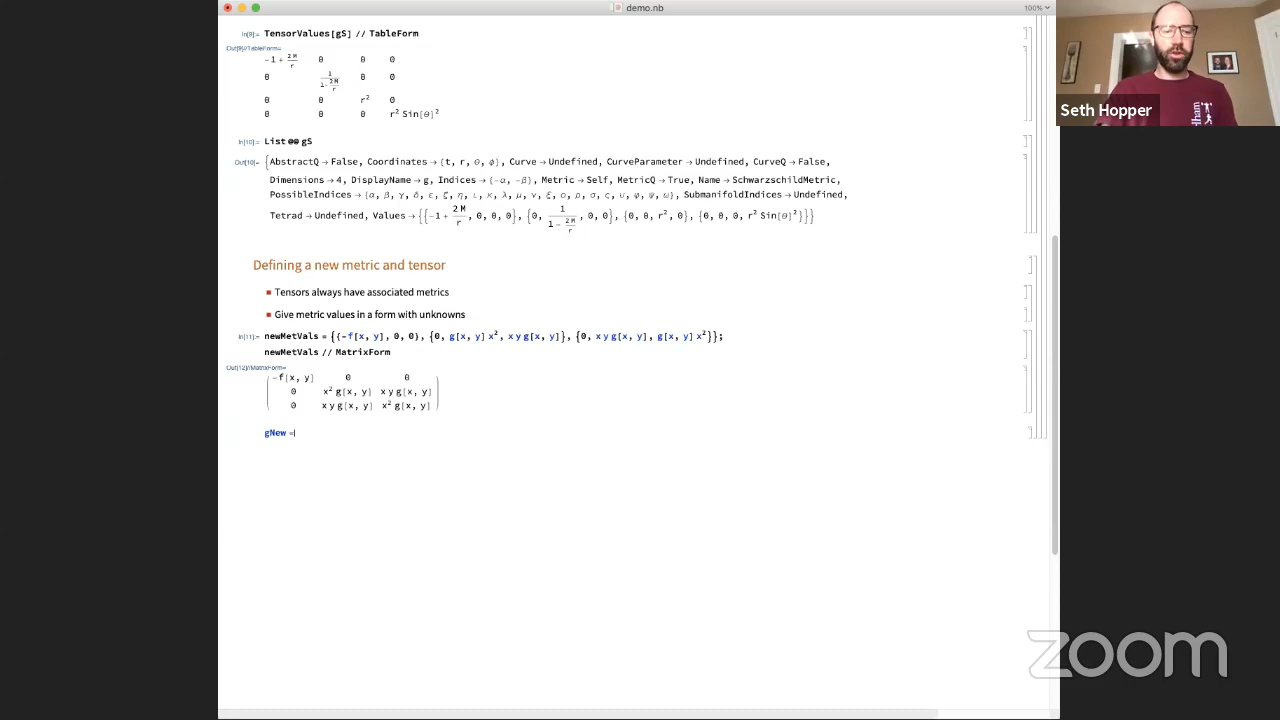 demo.nb
100%
In[9]:= TensorValues[gS] // TableForm
Out[9]//TableForm=
-1 + 2 M/r 0 0 0
0 1/(1-2 M/r) 0 0
0 0 r² 0
0 0 0 r² Sin[θ]²
In[10]:= List @@ gS
Out[10]= {AbstractQ → False, Coordinates → {t, r, θ, ϕ}, Curve → Undefined, CurveParameter → Undefined, CurveQ → False,
Dimensions → 4, DisplayName → g, Indices → {-α, -β}, Metric → Self, MetricQ → True, Name → SchwarzschildMetric,
PossibleIndices → {α, β, γ, δ, ε, ζ, η, ι, κ, λ, μ, ν, ξ, ο, ρ, σ, ς, υ, φ, ψ, ω}, SubmanifoldIndices → Undefined,
Tetrad → Undefined, Values → {{-1 + 2 M/r, 0, 0, 0}, {0, 1/(1 - 2 M/r), 0, 0}, {0, 0, r², 0}, {0, 0, 0, r² Sin[θ]²}}}
Defining a new metric and tensor
Tensors always have associated metrics
Give metric values in a form with unknowns
In[11]:= newMetVals = {{-f[x, y], 0, 0}, {0, g[x, y] x², x y g[x, y]}, {0, x y g[x, y], g[x, y] x²}};
newMetVals // MatrixForm
Out[12]//MatrixForm=
-f[x, y] 0 0
0 x² g[x, y] x y g[x, y]
0 x y g[x, y] x² g[x, y]
gNew =
Seth Hopper
zoom